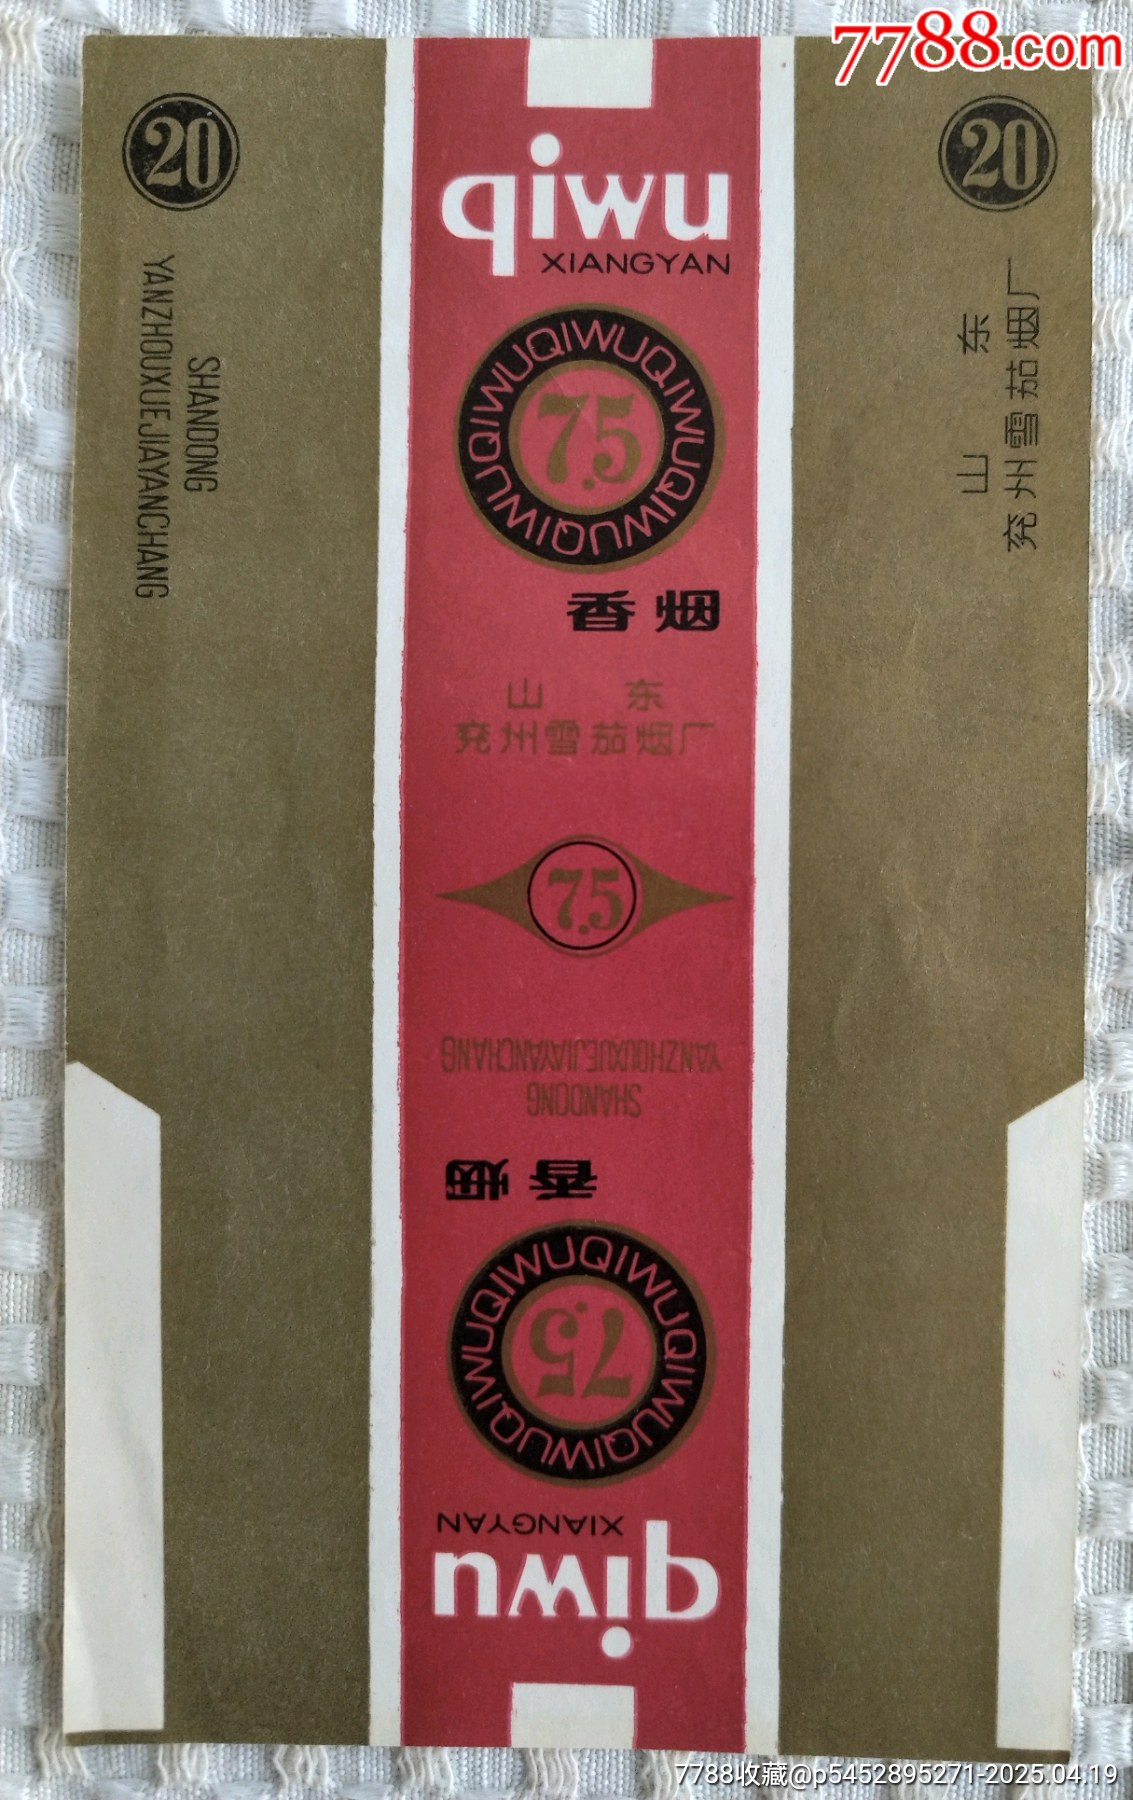 7788.com
20
20
qiwu
XIANGYAN
SHANDONG
YANZHOUXUEJIAYANCHANG
山东
兖州雪茄烟厂
QIWUQIWUQIWUQIWUQIWUQIWU
7.5
香烟
山东
兖州雪茄烟厂
7.5
YANZHOUXUEJIAYANCHANG
SHANDONG
香烟
QIWUQIWUQIWUQIWUQIWUQIWU
7.5
XIANGYAN
qiwu
7788收藏@p5452895271-2025.04.19